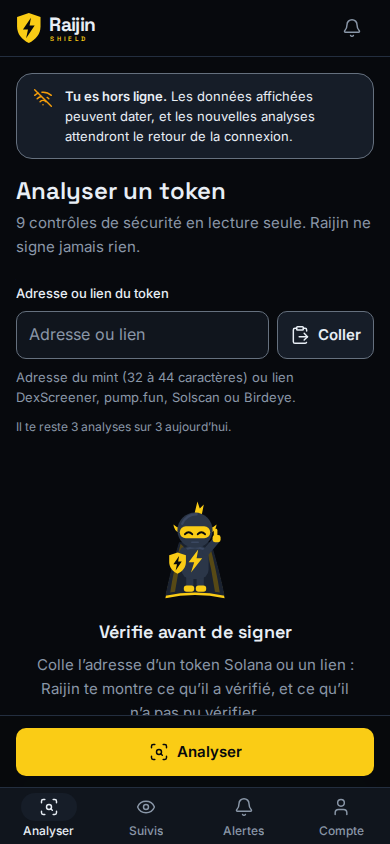 Raijin
SHIELD
Tu es hors ligne. Les données affichées
peuvent dater, et les nouvelles analyses
attendront le retour de la connexion.
Analyser un token
9 contrôles de sécurité en lecture seule. Raijin ne
signe jamais rien.
Adresse ou lien du token
Adresse ou lien
Coller
Adresse du mint (32 à 44 caractères) ou lien
DexScreener, pump.fun, Solscan ou Birdeye.
Il te reste 3 analyses sur 3 aujourd’hui.
Vérifie avant de signer
Colle l’adresse d’un token Solana ou un lien :
Raijin te montre ce qu’il a vérifié, et ce qu’il
n’a pas pu vérifier.
Analyser
Analyser
Suivis
Alertes
Compte